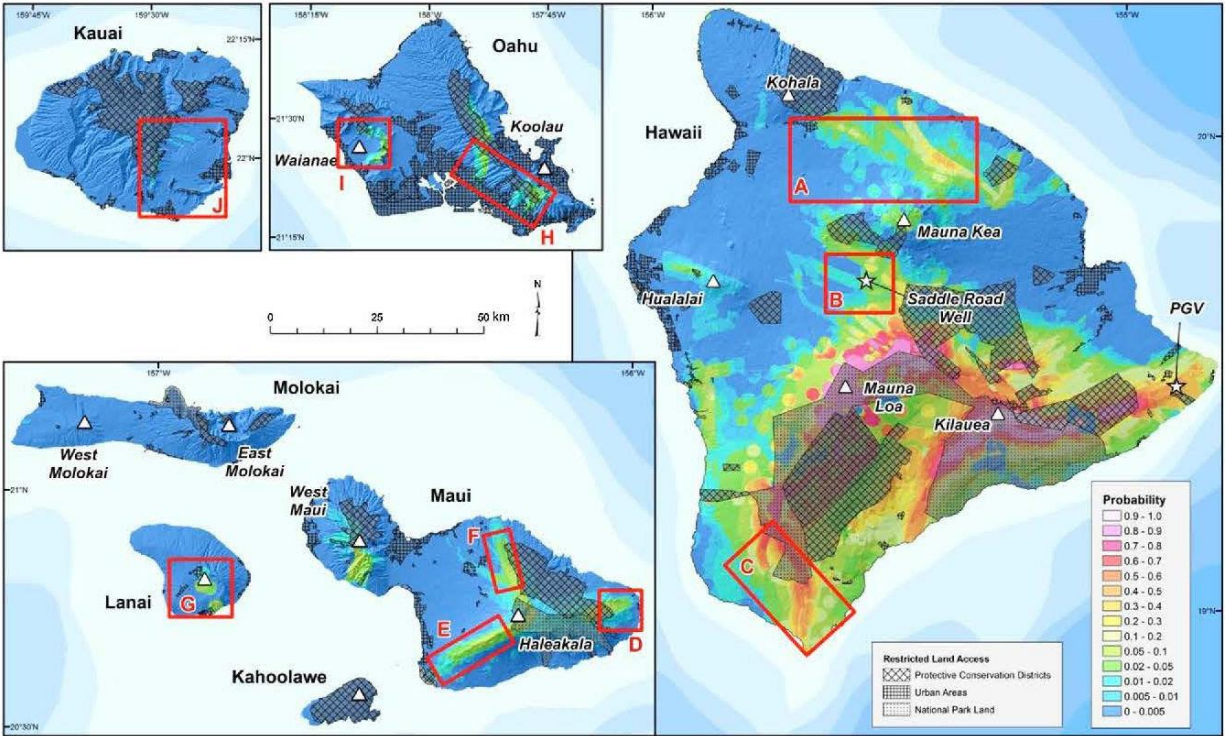 159°45'W
159°30'W
Kauai
22°15'N
22°N
J
158°15'W
158°W
157°45'W
Oahu
21°30'N
Koolau
Waianae
I
H
21°15'N
N
0
25
50 km
156°W
155°W
Kohala
Hawaii
20°N
A
Mauna Kea
B
Hualalai
Saddle Road
Well
PGV
Mauna
Loa
Kilauea
C
19°N
157°W
156°W
Molokai
West
Molokai
East
Molokai
21°N
West
Maui
Maui
F
Lanai
G
E
Haleakala
D
Kahoolawe
20°30'N
Probability
0.9 - 1.0
0.8 - 0.9
0.7 - 0.8
0.6 - 0.7
0.5 - 0.6
0.4 - 0.5
0.3 - 0.4
0.2 - 0.3
0.1 - 0.2
0.05 - 0.1
0.02 - 0.05
0.01 - 0.02
0.005 - 0.01
0 - 0.005
Restricted Land Access
Protective Conservation Districts
Urban Areas
National Park Land